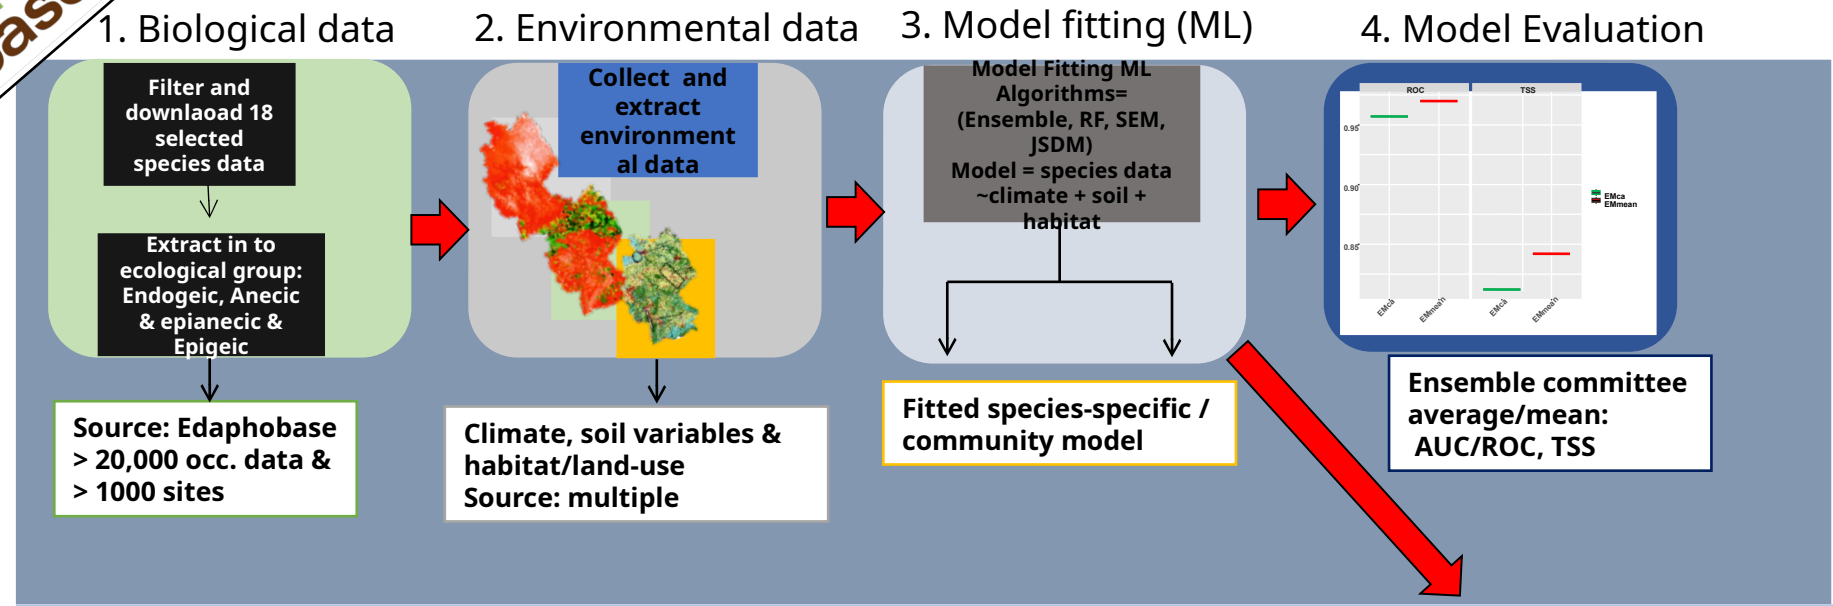 base
1. Biological data
2. Environmental data
3. Model fitting (ML)
4. Model Evaluation
Filter and
downlaoad 18
selected
species data
Extract in to
ecological group:
Endogeic, Anecic
& epianecic &
Epigeic
Source: Edaphobase
> 20,000 occ. data &
> 1000 sites
Collect and
extract
environment
al data
Climate, soil variables &
habitat/land-use
Source: multiple
Model Fitting ML
Algorithms=
(Ensemble, RF, SEM,
JSDM)
Model = species data
~climate + soil +
habitat
Fitted species-specific /
community model
ROC
TSS
0.95
0.90
0.85
EMca
EMmean
EMca
EMmean
EMca
EMmean
Ensemble committee
average/mean:
AUC/ROC, TSS